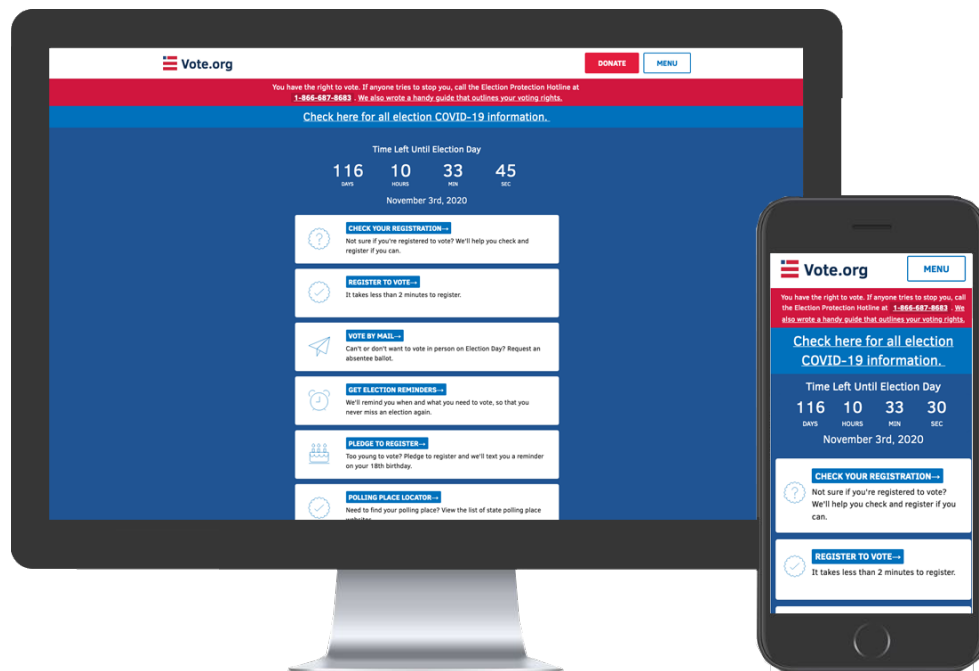 Vote.org
DONATE
MENU
You have the right to vote. If anyone tries to stop you, call the Election Protection Hotline at
1-866-687-8683 . We also wrote a handy guide that outlines your voting rights.
Check here for all election COVID-19 information.
Time Left Until Election Day
116 10 33 45
DAYS HOURS MIN SEC
November 3rd, 2020
CHECK YOUR REGISTRATION→
Not sure if you're registered to vote? We'll help you check and
register if you can.
REGISTER TO VOTE→
It takes less than 2 minutes to register.
VOTE BY MAIL→
Can't or don't want to vote in person on Election Day? Request an
absentee ballot.
GET ELECTION REMINDERS→
We'll remind you when and what you need to vote, so that you
never miss an election again.
PLEDGE TO REGISTER→
Too young to vote? Pledge to register and we'll text you a reminder
on your 18th birthday.
POLLING PLACE LOCATOR→
Need to find your polling place? View the list of state polling place
Vote.org
MENU
You have the right to vote. If anyone tries to stop you, call
the Election Protection Hotline at 1-866-687-8683 . We
also wrote a handy guide that outlines your voting rights.
Check here for all election
COVID-19 information.
Time Left Until Election Day
116 10 33 30
DAYS HOURS MIN SEC
November 3rd, 2020
CHECK YOUR REGISTRATION→
Not sure if you're registered to vote?
We'll help you check and register if you
can.
REGISTER TO VOTE→
It takes less than 2 minutes to register.